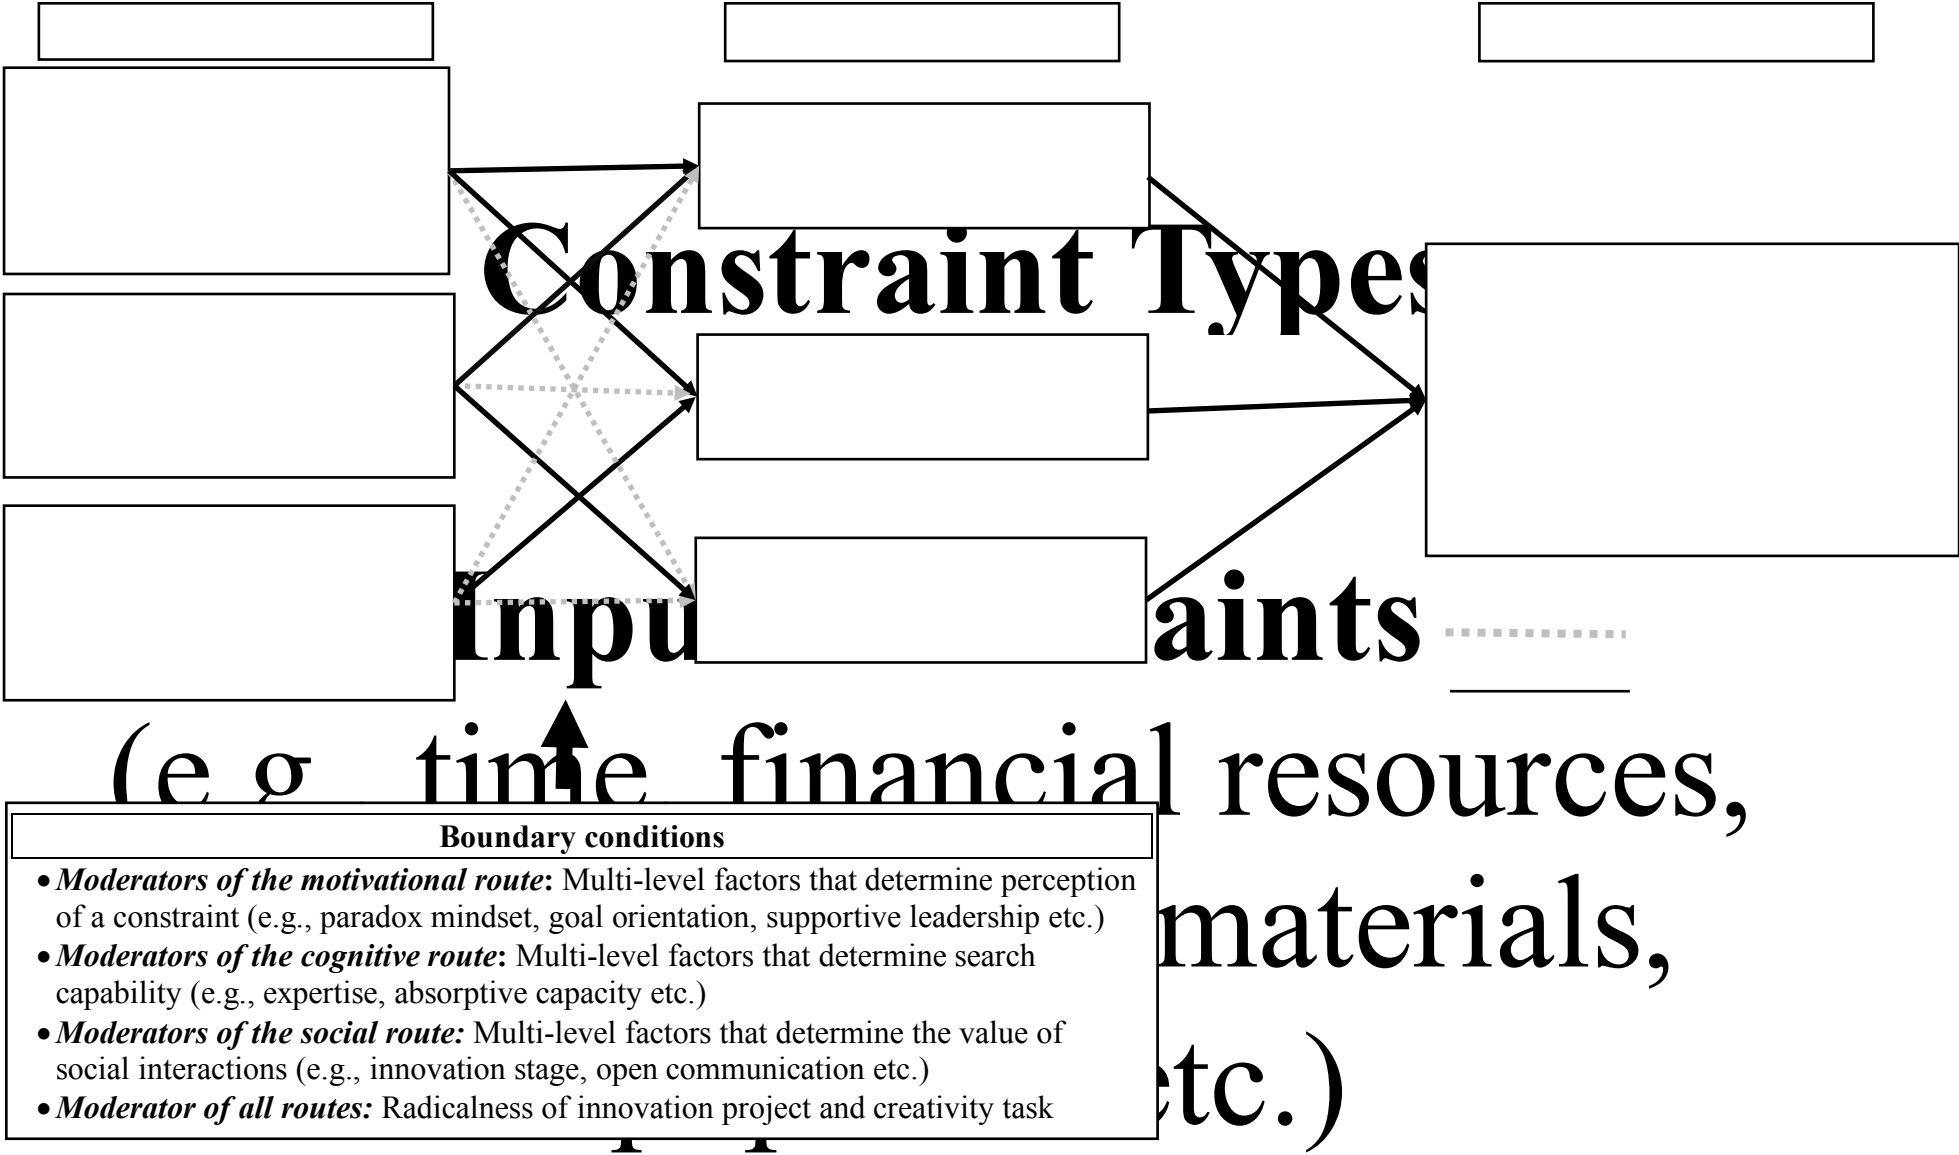 Constraint Types
aints
(e.g., time, financial resources,
materials,
etc.)
Boundary conditions
• Moderators of the motivational route: Multi-level factors that determine perception
of a constraint (e.g., paradox mindset, goal orientation, supportive leadership etc.)
• Moderators of the cognitive route: Multi-level factors that determine search
capability (e.g., expertise, absorptive capacity etc.)
• Moderators of the social route: Multi-level factors that determine the value of
social interactions (e.g., innovation stage, open communication etc.)
• Moderator of all routes: Radicalness of innovation project and creativity task